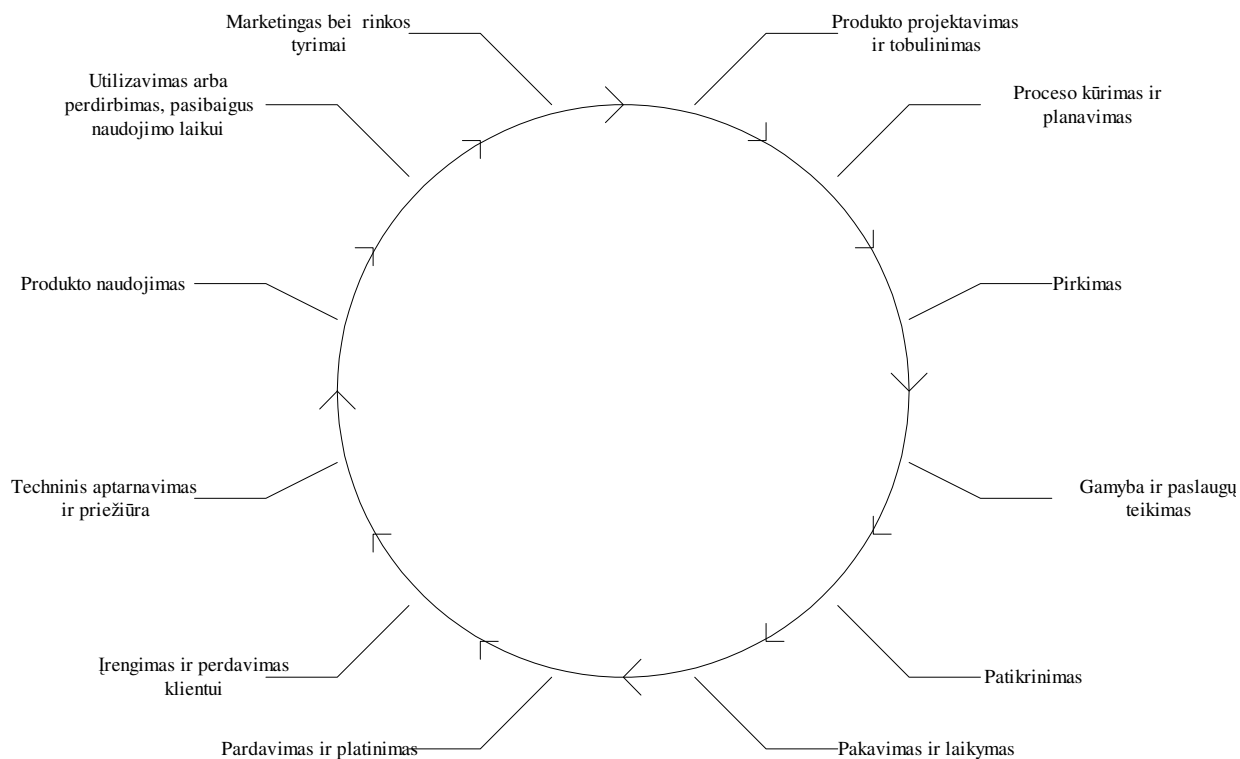 Marketingas bei rinkos
tyrimai
Produkto projektavimas
ir tobulinimas
Proceso kūrimas ir
planavimas
Pirkimas
Gamyba ir paslaugų
teikimas
Patikrinimas
Pakavimas ir laikymas
Pardavimas ir platinimas
Įrengimas ir perdavimas
klientui
Techninis aptarnavimas
ir priežiūra
Produkto naudojimas
Utilizavimas arba
perdirbimas, pasibaigus
naudojimo laikui